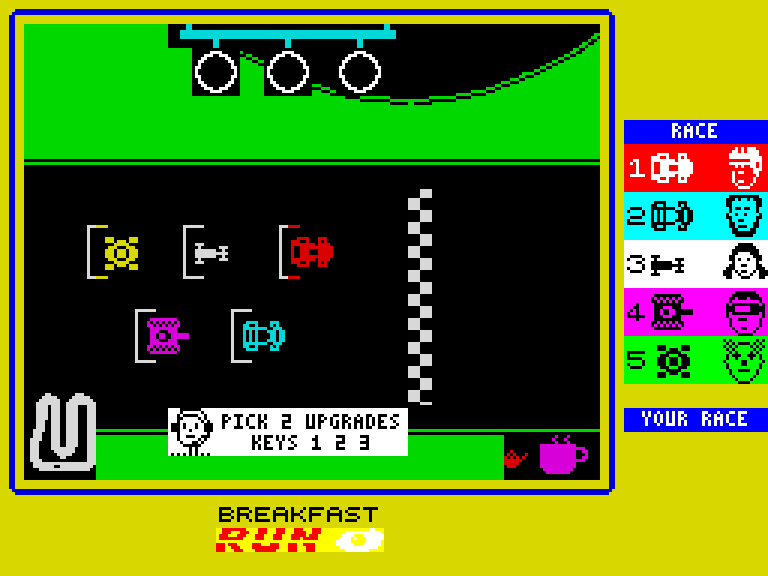 RACE
1
2
3
4
5
PICK 2 UPGRADES
KEYS 1 2 3
YOUR RACE
BREAKFAST
RUN